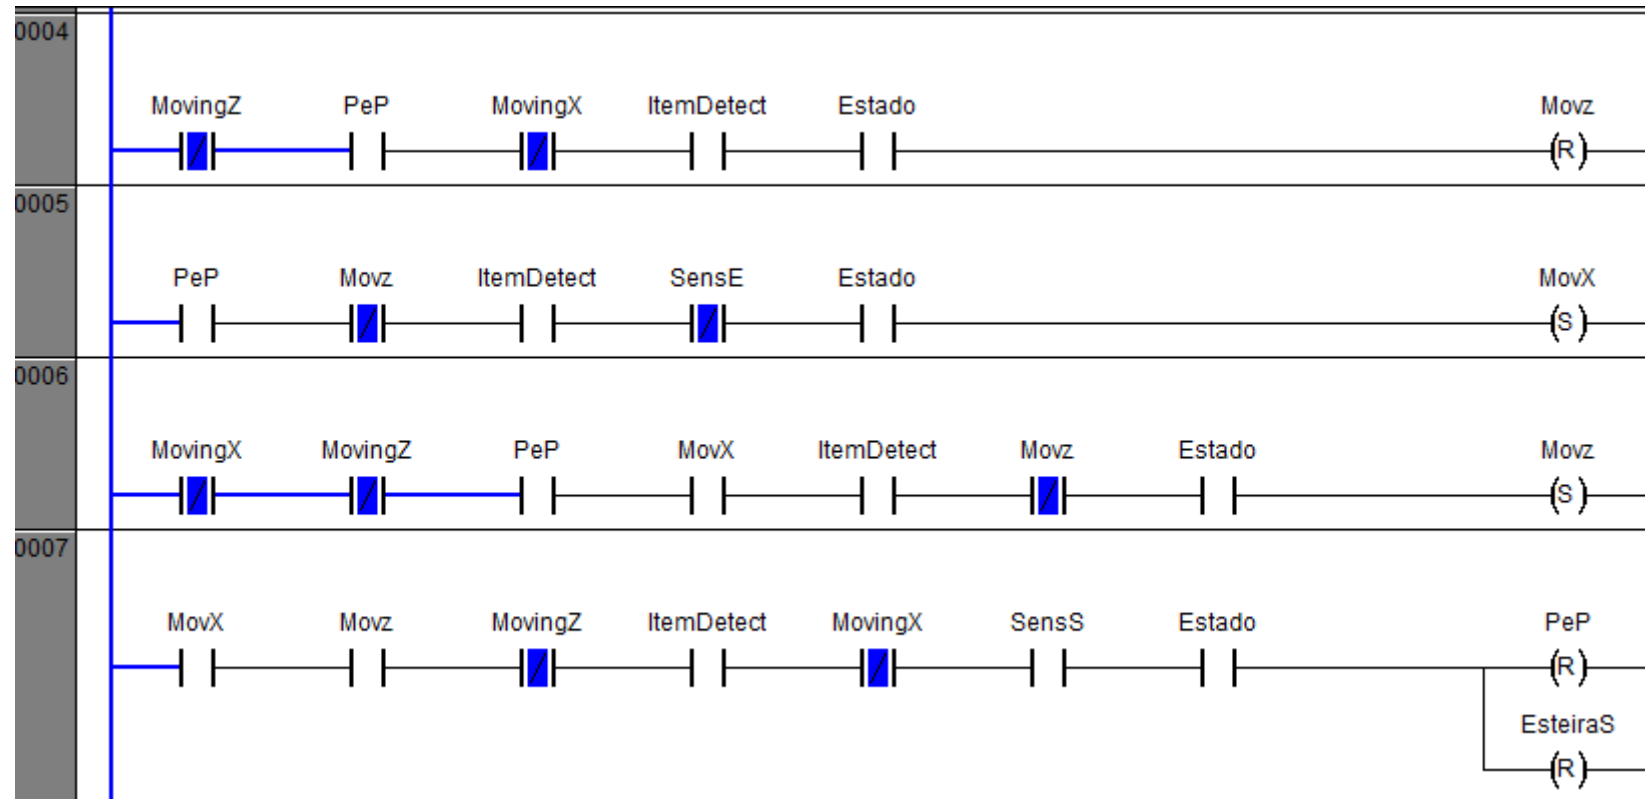 0004
MovingZ PeP MovingX ItemDetect Estado Movz
R
0005
PeP Movz ItemDetect SensE Estado MovX
S
0006
MovingX MovingZ PeP MovX ItemDetect Movz Estado Movz
S
0007
MovX Movz MovingZ ItemDetect MovingX SensS Estado PeP
R
EsteiraS
R